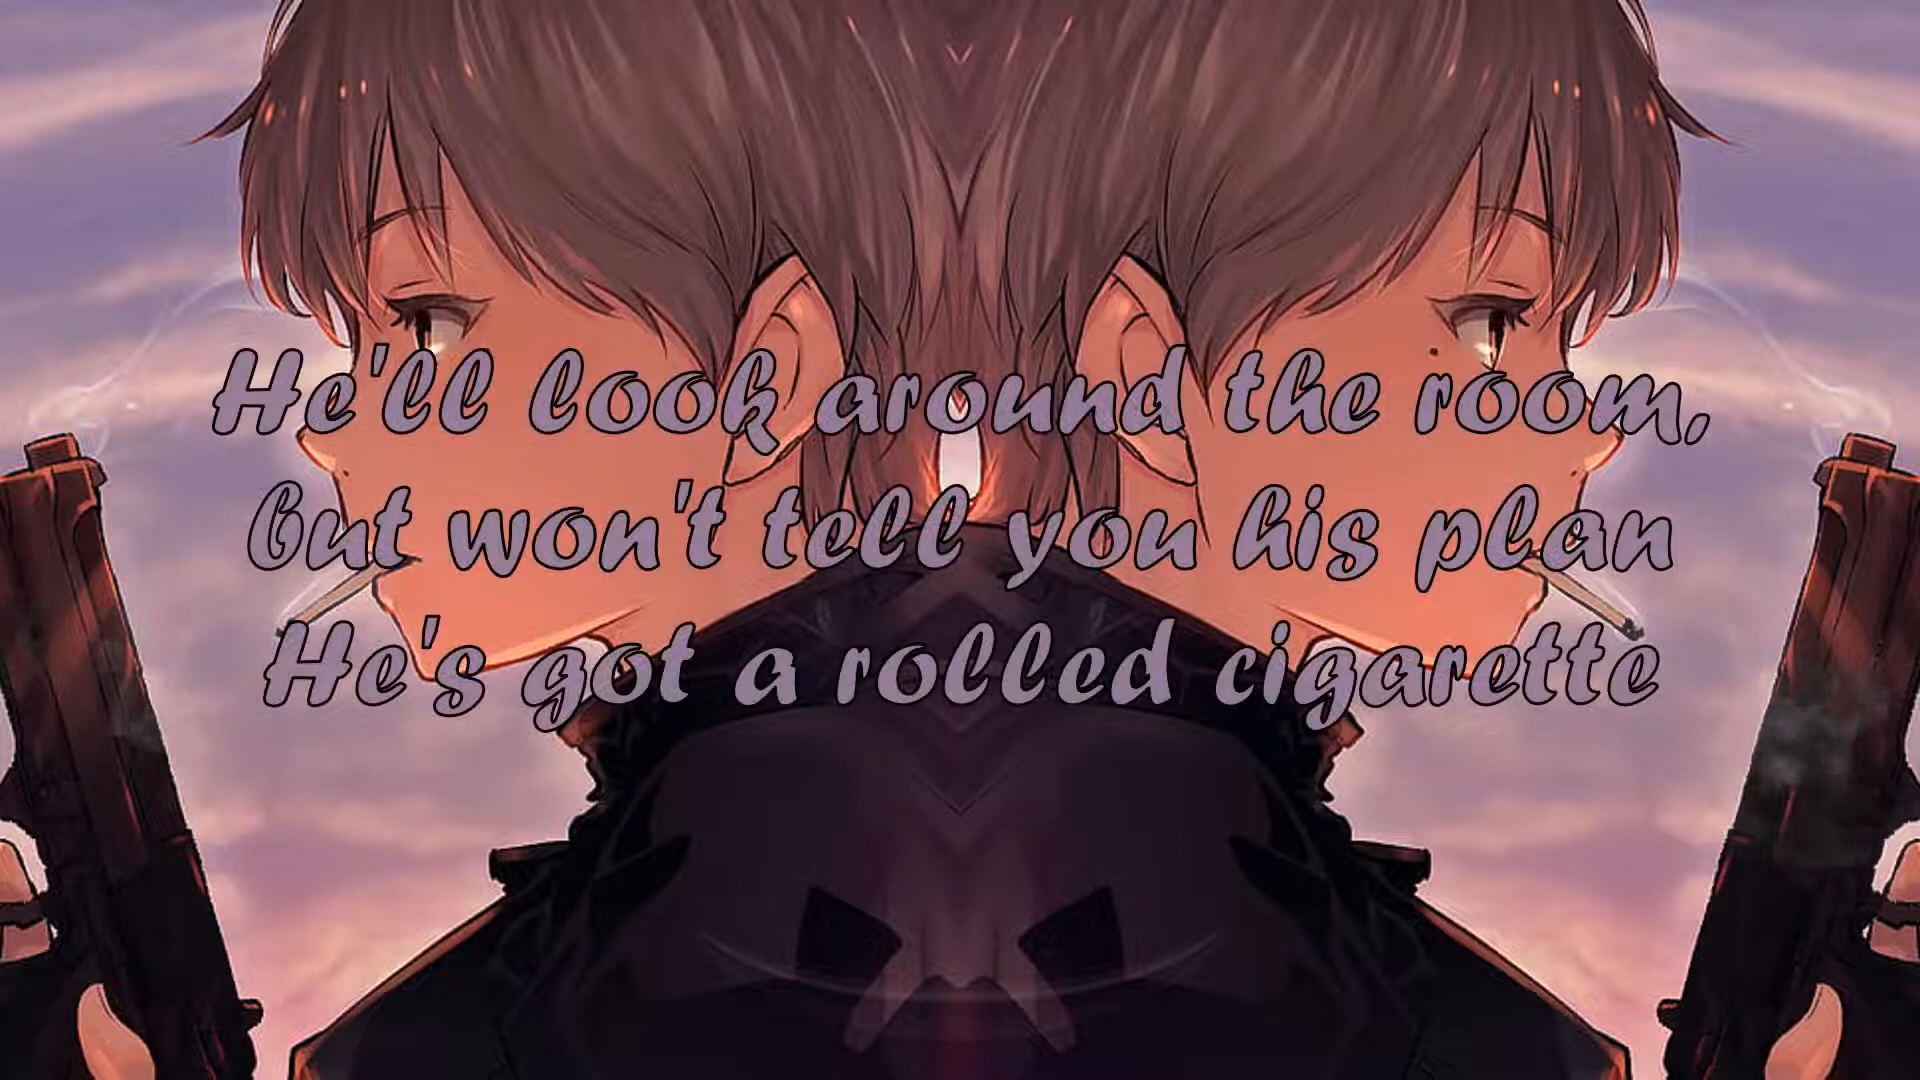 He'll look around the room,
but won't tell you his plan
He's got a rolled cigarette